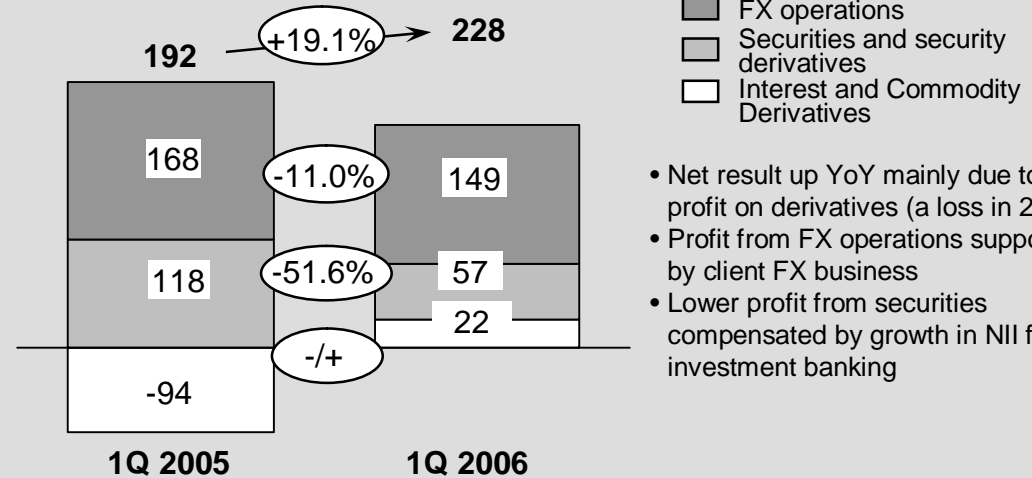 192
+19.1%
228
168
-11.0%
149
118
-51.6%
57
22
-/+
-94
1Q 2005
1Q 2006
FX operations
Securities and security
derivatives
Interest and Commodity
Derivatives
• Net result up YoY mainly due to
profit on derivatives (a loss in 2
• Profit from FX operations suppo
by client FX business
• Lower profit from securities
compensated by growth in NII f
investment banking